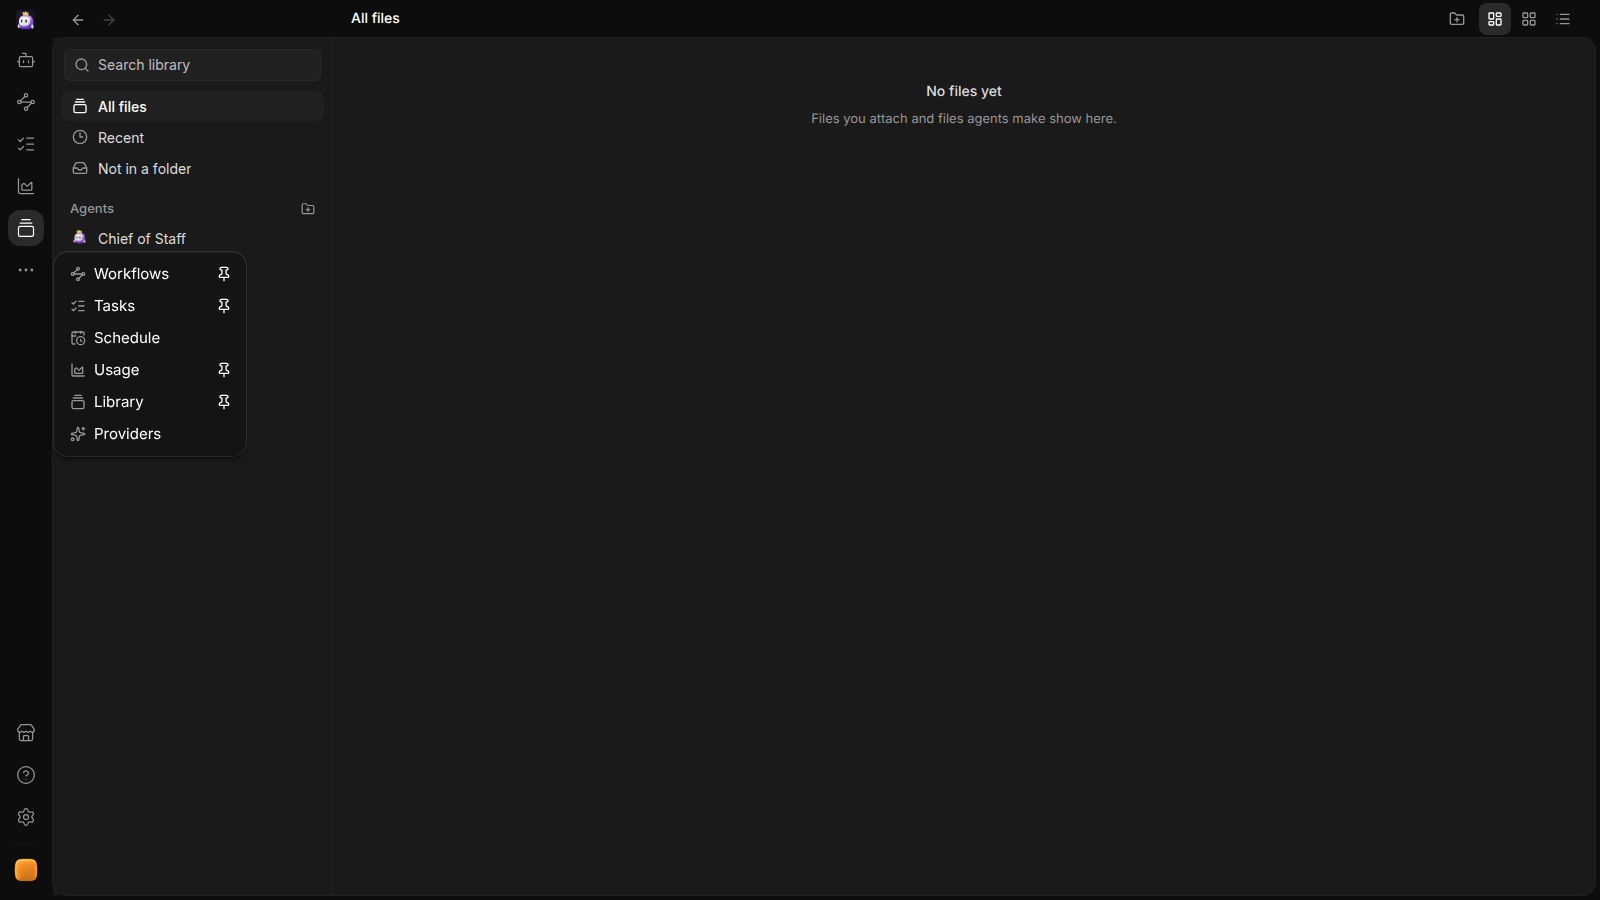 All files
Search library
All files
Recent
Not in a folder
Agents
Chief of Staff
Workflows
Tasks
Schedule
Usage
Library
Providers
No files yet
Files you attach and files agents make show here.